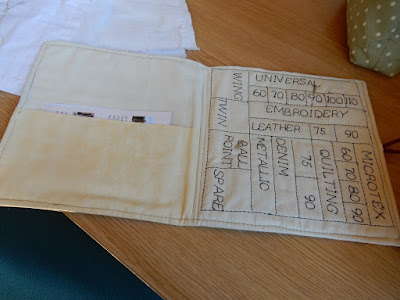 UNIVERSAL
60 70 80 90 100 110
EMBROIDERY
LEATHER 75 90
WING
TWIN
BALL
POINT
SPARE
METALLIC
DENIM
75 90
QUILTING
60 70 80 90
MICROTEX